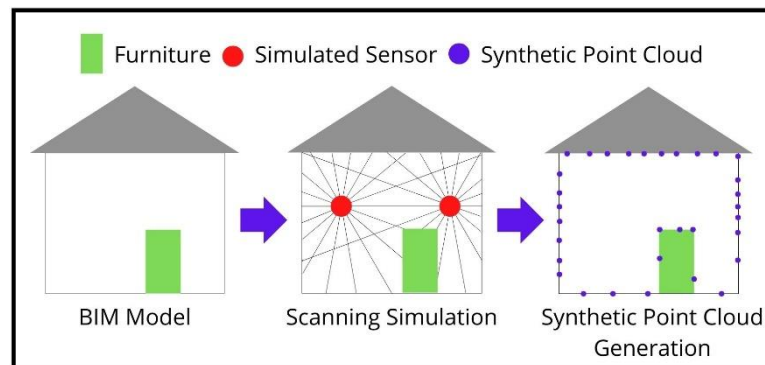 Furniture Simulated Sensor Synthetic Point Cloud
BIM Model
Scanning Simulation
Synthetic Point Cloud
Generation